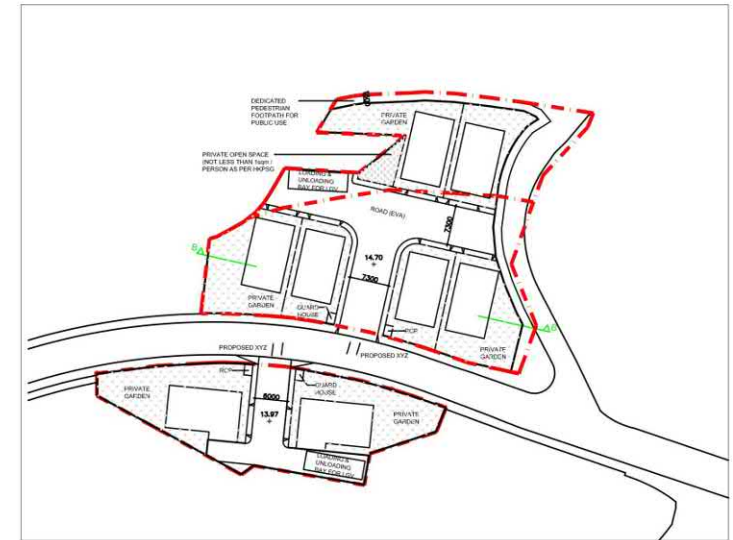 DEDICATED
PEDESTRIAN
FOOTPATH FOR
PUBLIC USE
PRIVATE
GARDEN
PRIVATE OPEN SPACE
(NOT LESS THAN 1sqm /
PERSON AS PER HKPSG
LOADING &
UNLOADING
BAY FOR LGV
ROAD (EVA)
7300
B
14.70
7300
PRIVATE
GARDEN
GUARD
HOUSE
RCP
B
PRIVATE
GARDEN
PROPOSED XYZ
PROPOSED XYZ
RCP
GUARD
HOUSE
PRIVATE
GARDEN
6000
13.97
PRIVATE
GARDEN
LOADING &
UNLOADING
BAY FOR LGV